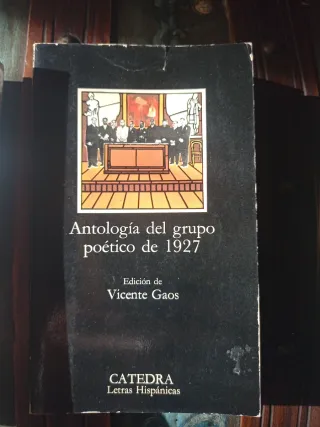 Antología del grupo
poético de 1927
Edición de
Vicente Gaos
CATEDRA
Letras Hispánicas